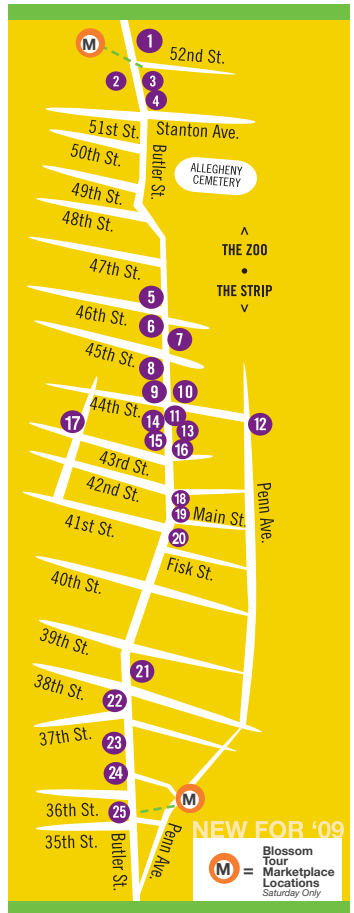 M
1
52nd St.
2
3
4
51st St.
Stanton Ave.
50th St.
Butler St.
ALLEGHENY
CEMETERY
49th St.
48th St.
^
THE ZOO
•
THE STRIP
v
47th St.
5
46th St.
6
7
45th St.
8
9
10
44th St.
11
17
14
13
12
15
16
43rd St.
42nd St.
18
19
Main St.
Penn Ave.
41st St.
20
Fisk St.
40th St.
39th St.
21
38th St.
22
37th St.
23
24
M
36th St.
25
35th St.
Butler St.
Penn Ave.
NEW FOR '09
M = Blossom
Tour
Marketplace
Locations
Saturday Only